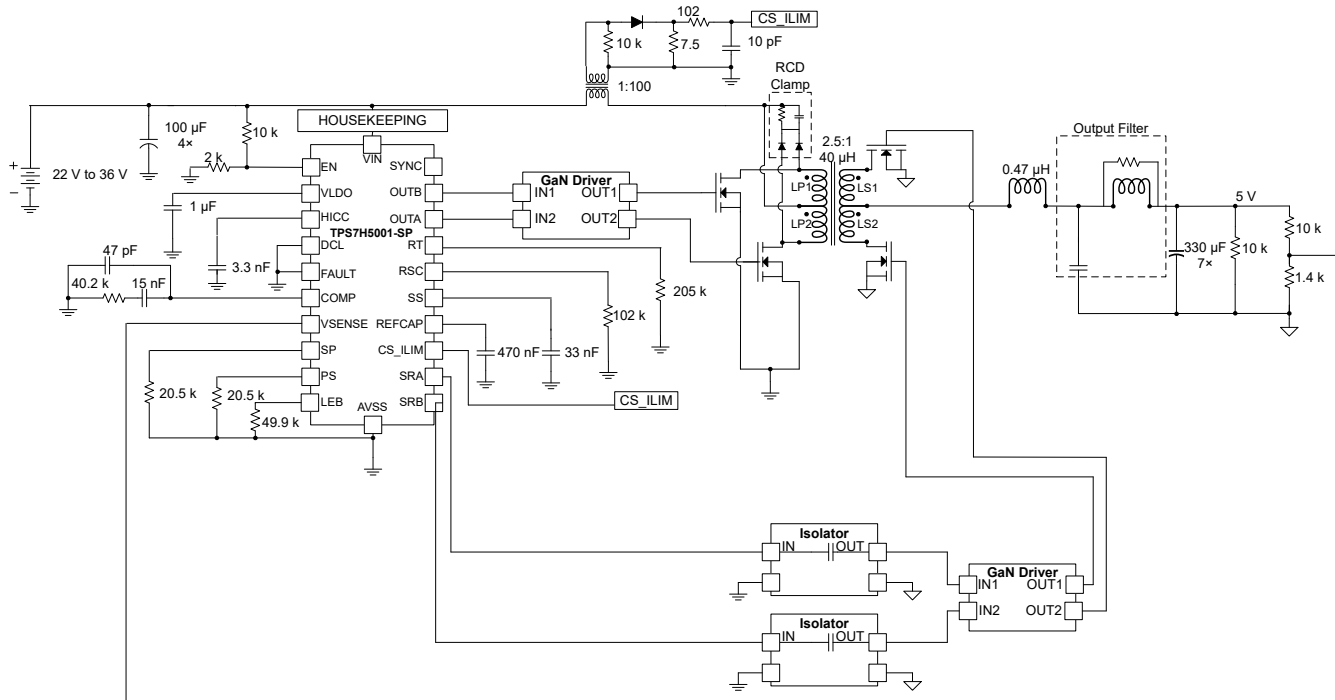 102
CS_ILIM
10 k
7.5
10 pF
1:100
RCD
Clamp
HOUSEKEEPING
100 µF
4×
10 k
2 k
22 V to 36 V
+
–
VIN
EN
SYNC
VLDO
OUTB
HICC
OUTA
TPS7H5001-SP
DCL
RT
FAULT
RSC
COMP
SS
VSENSE
REFCAP
SP
CS_ILIM
PS
SRA
LEB
SRB
AVSS
1 µF
3.3 nF
47 pF
40.2 k
15 nF
20.5 k
20.5 k
49.9 k
GaN Driver
IN1
OUT1
IN2
OUT2
205 k
102 k
470 nF
33 nF
CS_ILIM
2.5:1
40 µH
LP1
LS1
LP2
LS2
0.47 µH
Output Filter
5 V
330 µF
7×
10 k
10 k
1.4 k
Isolator
IN
OUT
Isolator
IN
OUT
GaN Driver
IN1
OUT1
IN2
OUT2